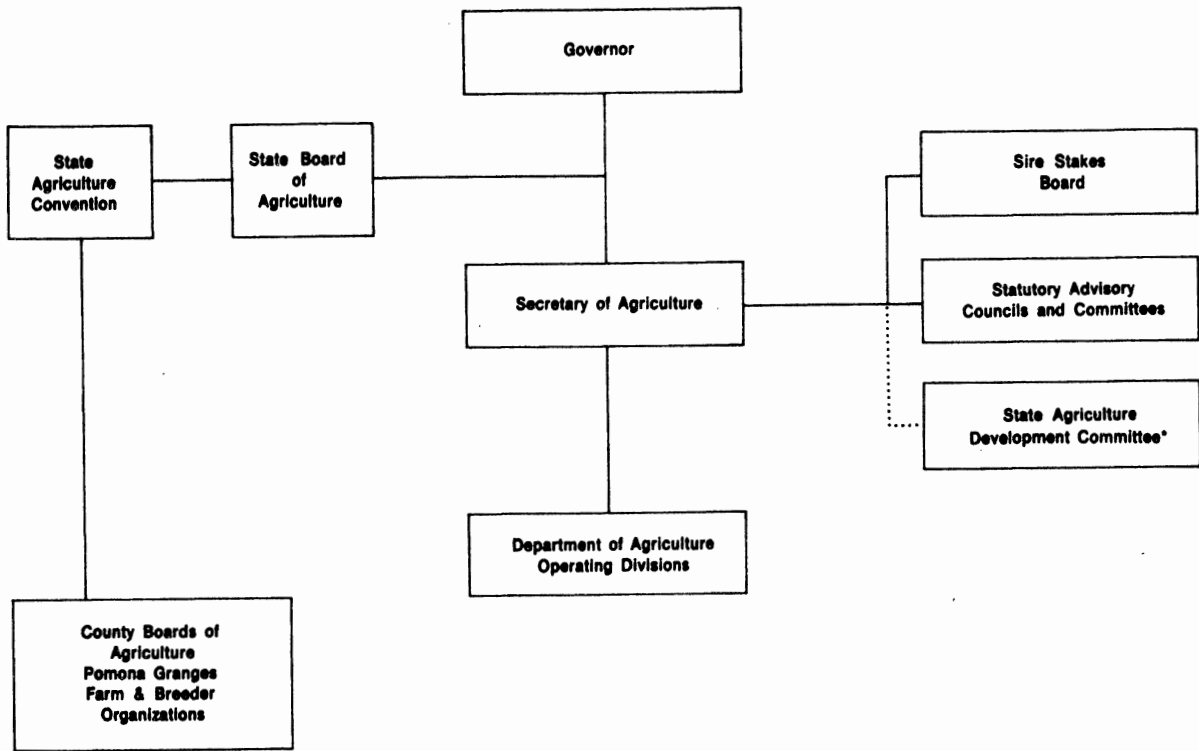 Governor
State
Agriculture
Convention
State Board
of
Agriculture
Sire Stakes
Board
Secretary of Agriculture
Statutory Advisory
Councils and Committees
State Agriculture
Development Committee*
Department of Agriculture
Operating Divisions
County Boards of
Agriculture
Pomona Granges
Farm & Breeder
Organizations